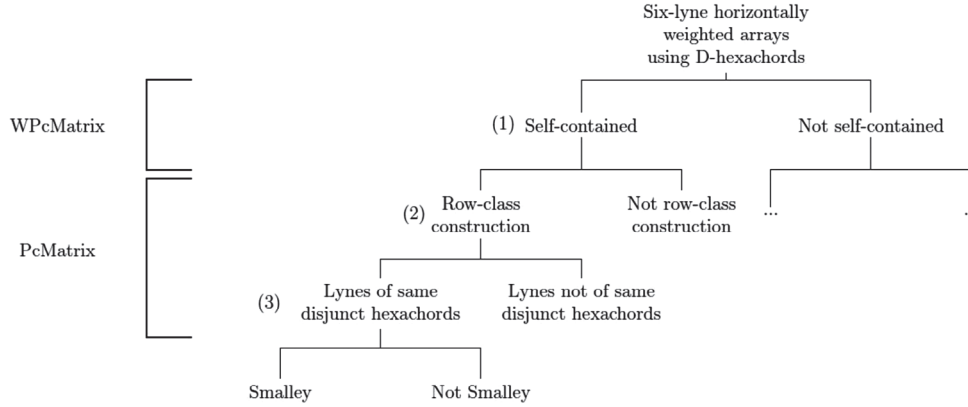 Six-lyne horizontally
weighted arrays
using D-hexachords
WPcMatrix
(1) Self-contained
Not self-contained
(2)
Row-class
construction
Not row-class
construction
...
..
PcMatrix
(3)
Lynes of same
disjunct hexachords
Lynes not of same
disjunct hexachords
Smalley
Not Smalley